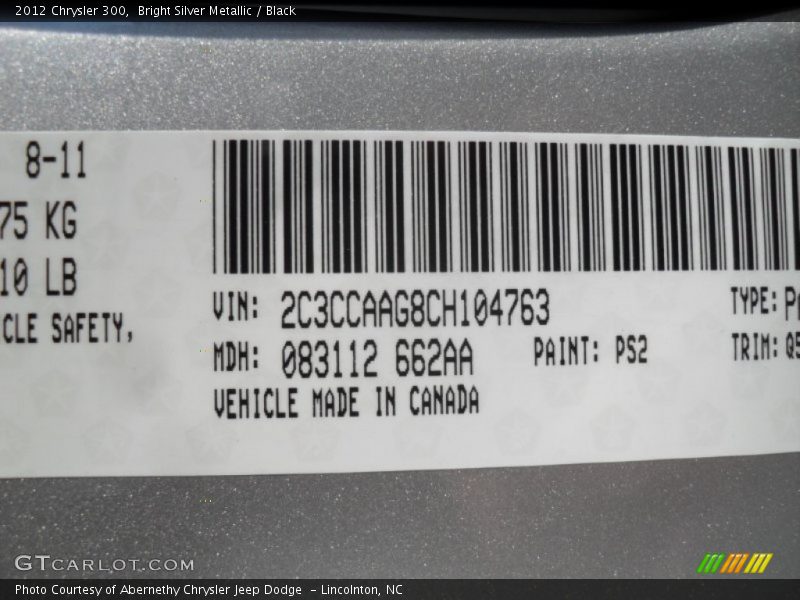 2012 Chrysler 300, Bright Silver Metallic / Black
8-11
75 KG
10 LB
CLE SAFETY,
VIN: 2C3CCAAG8CH104763 TYPE:
MDH: 083112 662AA PAINT: PS2 TRIM:
VEHICLE MADE IN CANADA
GTCARLOT.COM
Photo Courtesy of Abernethy Chrysler Jeep Dodge - Lincolnton, NC